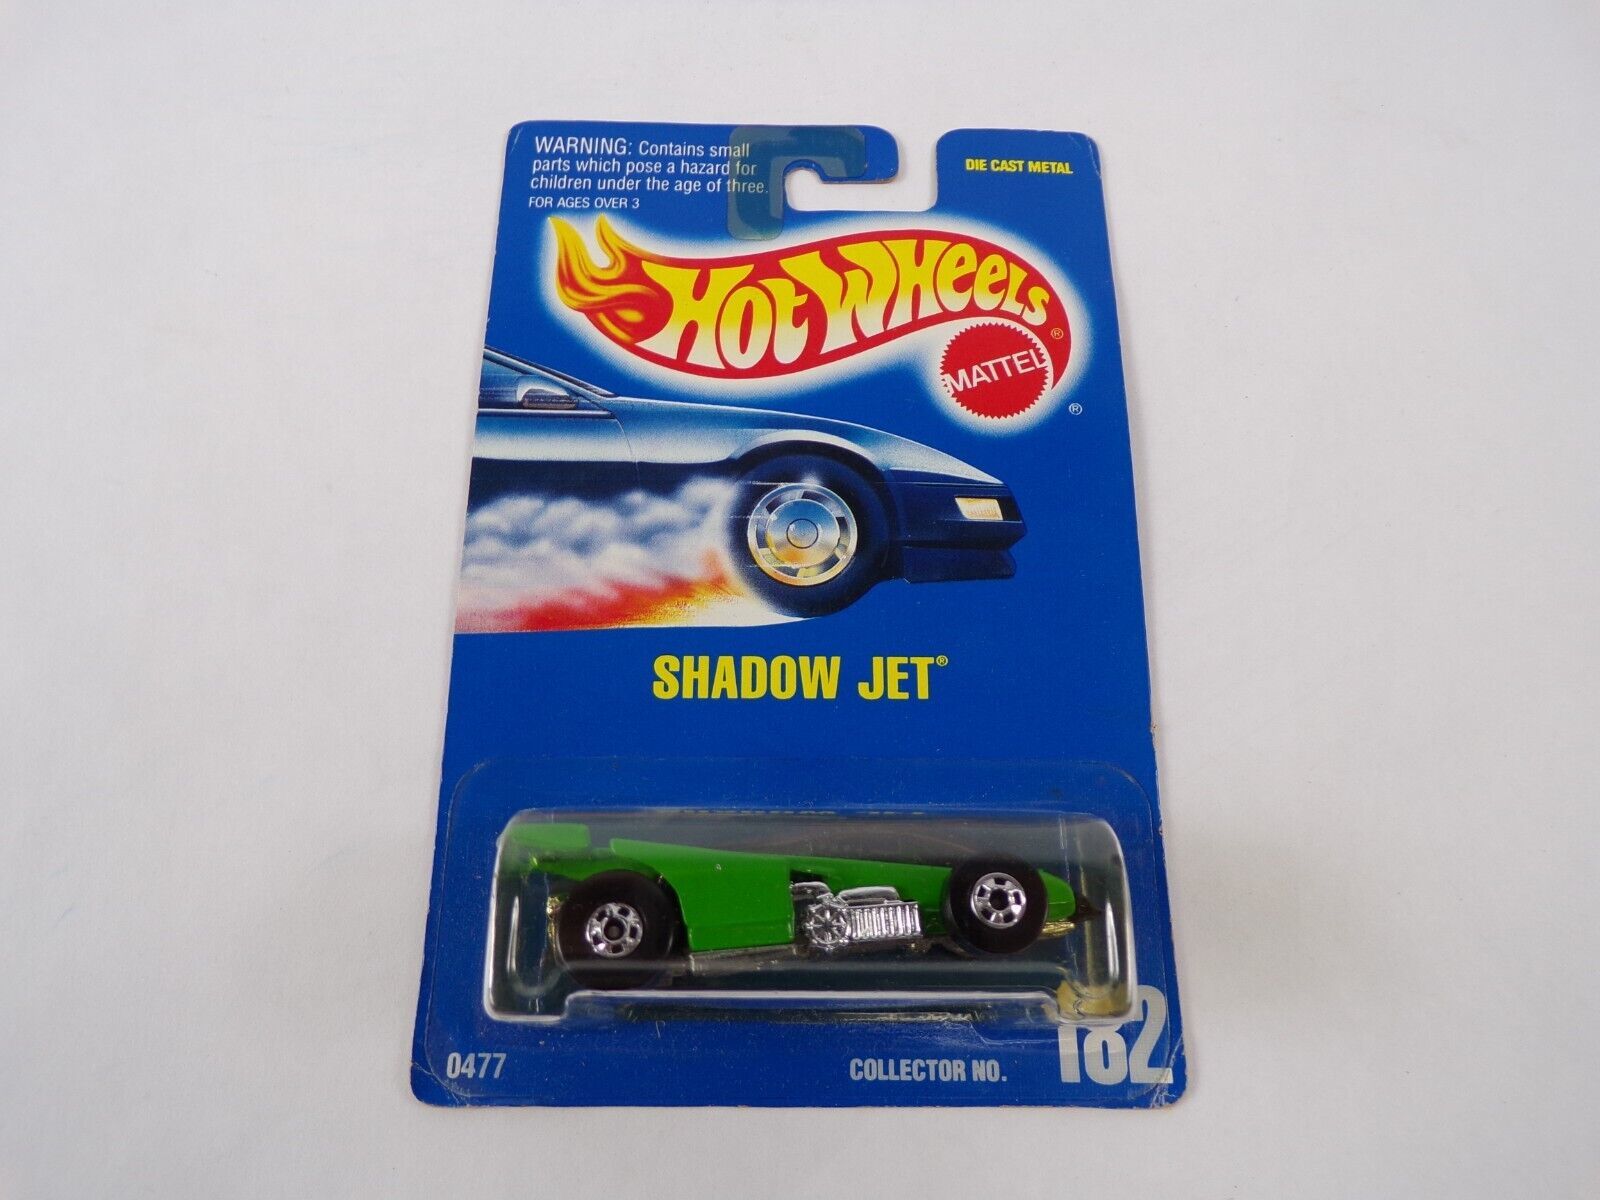 WARNING: Contains small
parts which pose a hazard for
children under the age of three.
FOR AGES OVER 3
DIE CAST METAL
HOT WHEELS®
MATTEL
®
SHADOW JET®
0477
COLLECTOR NO. 182